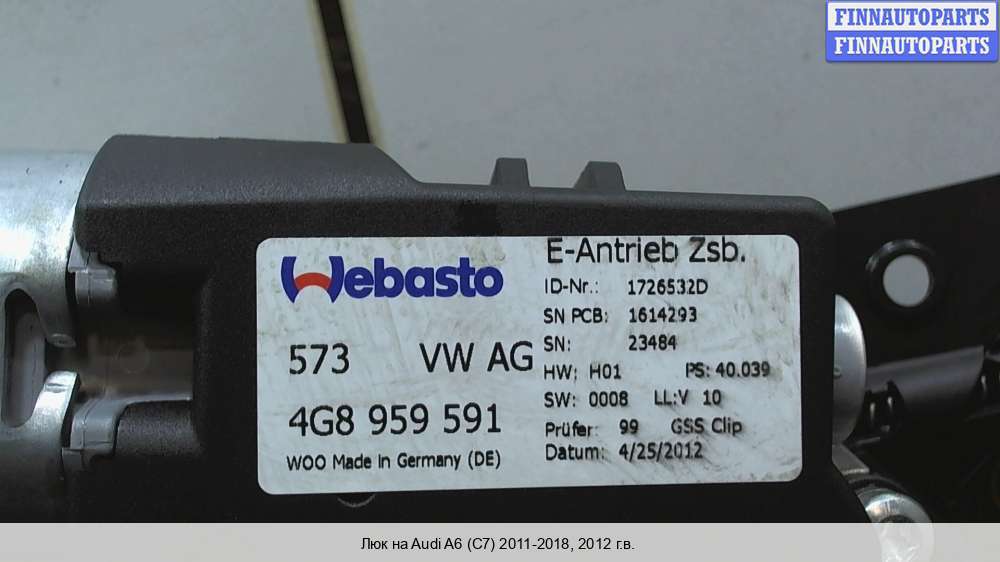 FINNAUTOPARTS
FINNAUTOPARTS
Webasto
573 VW AG
4G8 959 591
WOO Made in Germany (DE)
E-Antrieb Zsb.
ID-Nr.: 1726532D
SN PCB: 1614293
SN: 23484
HW: H01 PS: 40.039
SW: 0008 LL:V 10
Prüfer: 99 GSS Clip
Datum: 4/25/2012
Люк на Audi A6 (C7) 2011-2018, 2012 г.в.